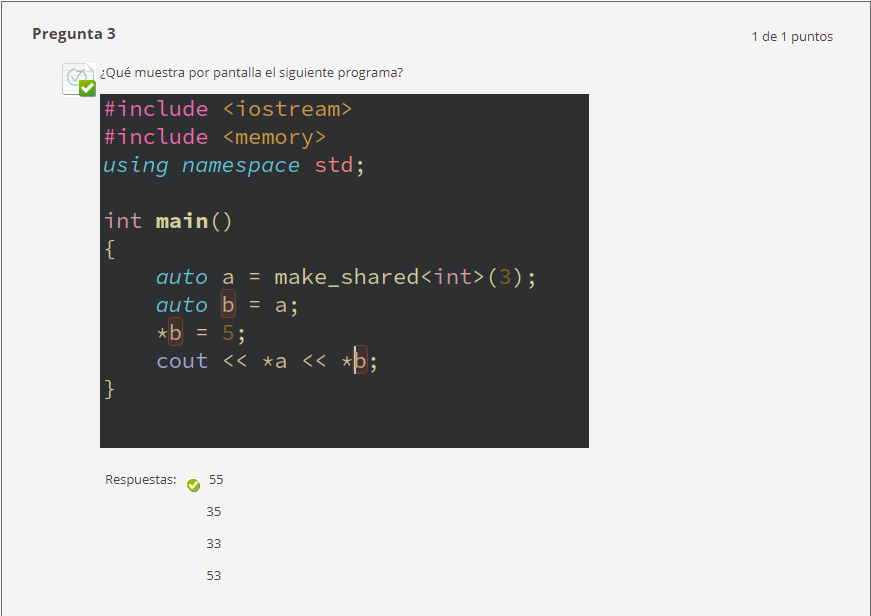 Pregunta 3
1 de 1 puntos
¿Qué muestra por pantalla el siguiente programa?
#include <iostream>
#include <memory>
using namespace std;
int main()
{
auto a = make_shared<int>(3);
auto b = a;
*b = 5;
cout << *a << *b;
}
Respuestas: 55
35
33
53